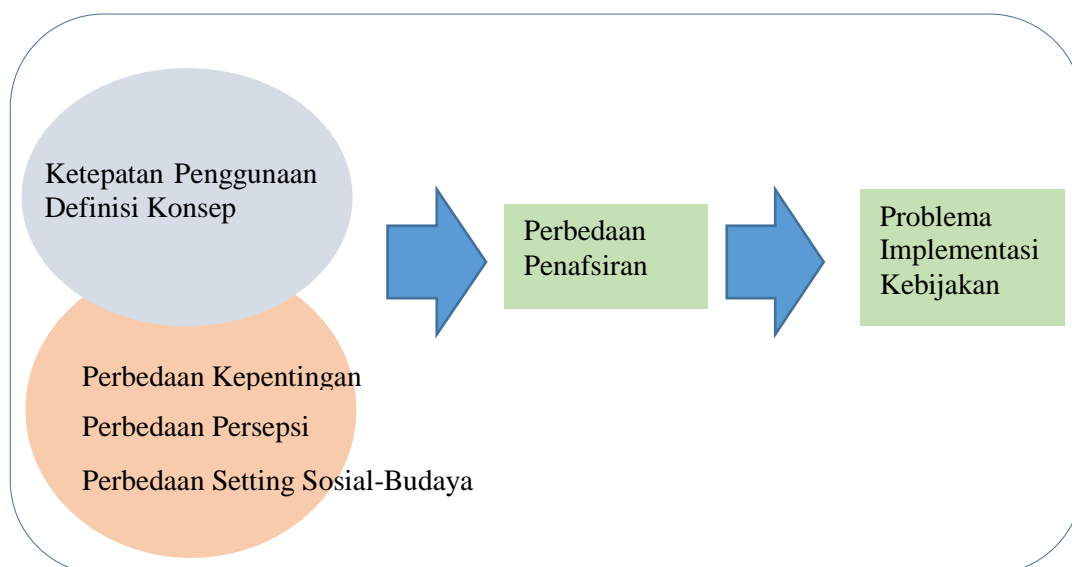 Ketepatan Penggunaan
Definisi Konsep
Perbedaan Kepentingan
Perbedaan Persepsi
Perbedaan Setting Sosial-Budaya
Perbedaan
Penafsiran
Problema
Implementasi
Kebijakan